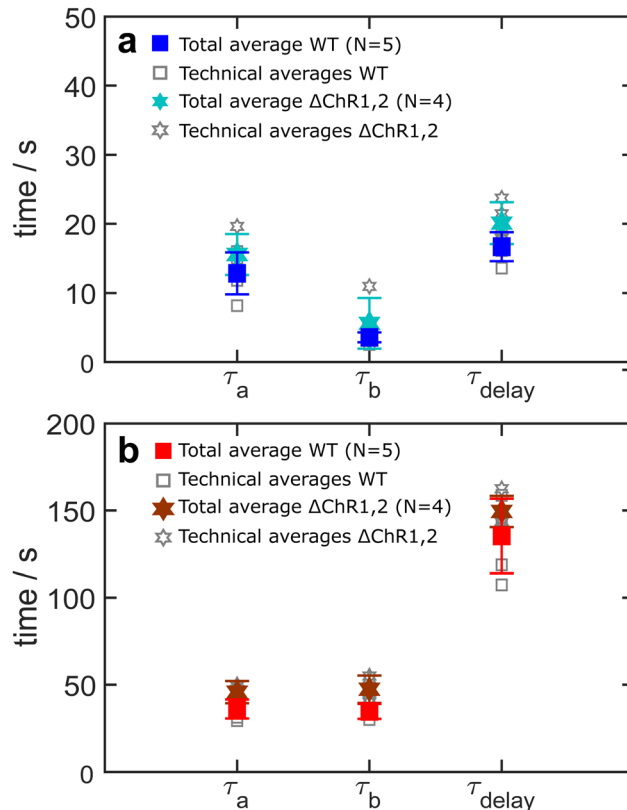 a
Total average WT (N=5)
Technical averages WT
Total average ΔChR1,2 (N=4)
Technical averages ΔChR1,2
50
40
30
20
10
0
time / s
τa
τb
τdelay
b
Total average WT (N=5)
Technical averages WT
Total average ΔChR1,2 (N=4)
Technical averages ΔChR1,2
200
150
100
50
0
time / s
τa
τb
τdelay